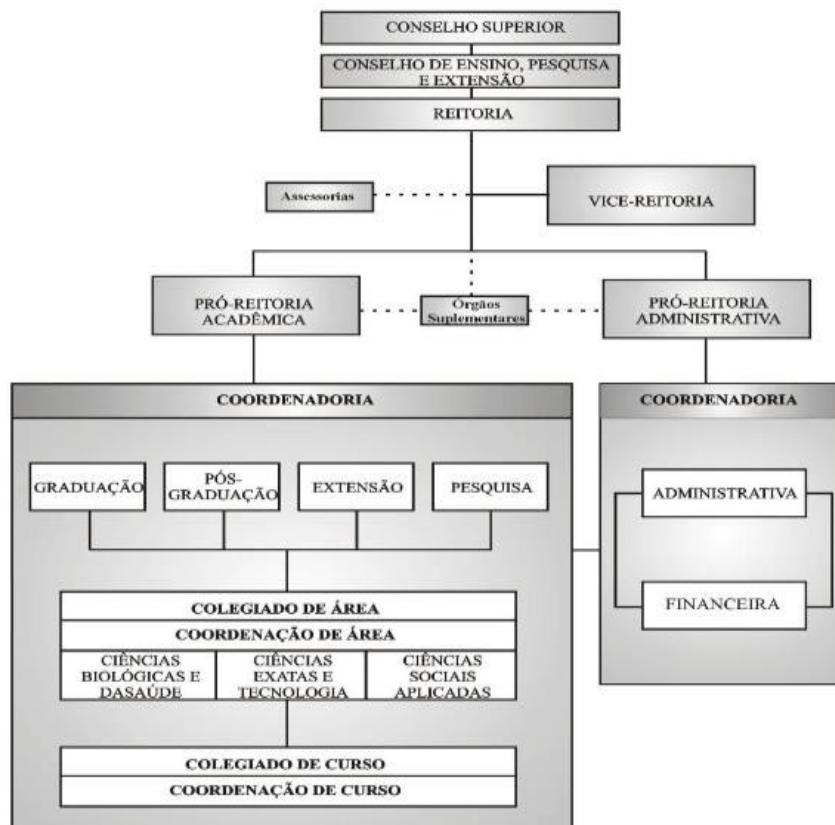 CONSELHO SUPERIOR
CONSELHO DE ENSINO, PESQUISA
E EXTENSÃO
REITORIA
Assessorias
VICE-REITORIA
PRÓ-REITORIA
ACADÊMICA
Órgãos
Suplementares
PRÓ-REITORIA
ADMINISTRATIVA
COORDENADORIA
GRADUAÇÃO
PÓS-
GRADUAÇÃO
EXTENSÃO
PESQUISA
COLEGIADO DE ÁREA
COORDENAÇÃO DE ÁREA
CIÊNCIAS
BIOLÓGICAS E
DASAÚDE
CIÊNCIAS
EXATAS E
TECNOLOGIA
CIÊNCIAS
SOCIAIS
APLICADAS
COLEGIADO DE CURSO
COORDENAÇÃO DE CURSO
COORDENADORIA
ADMINISTRATIVA
FINANCEIRA